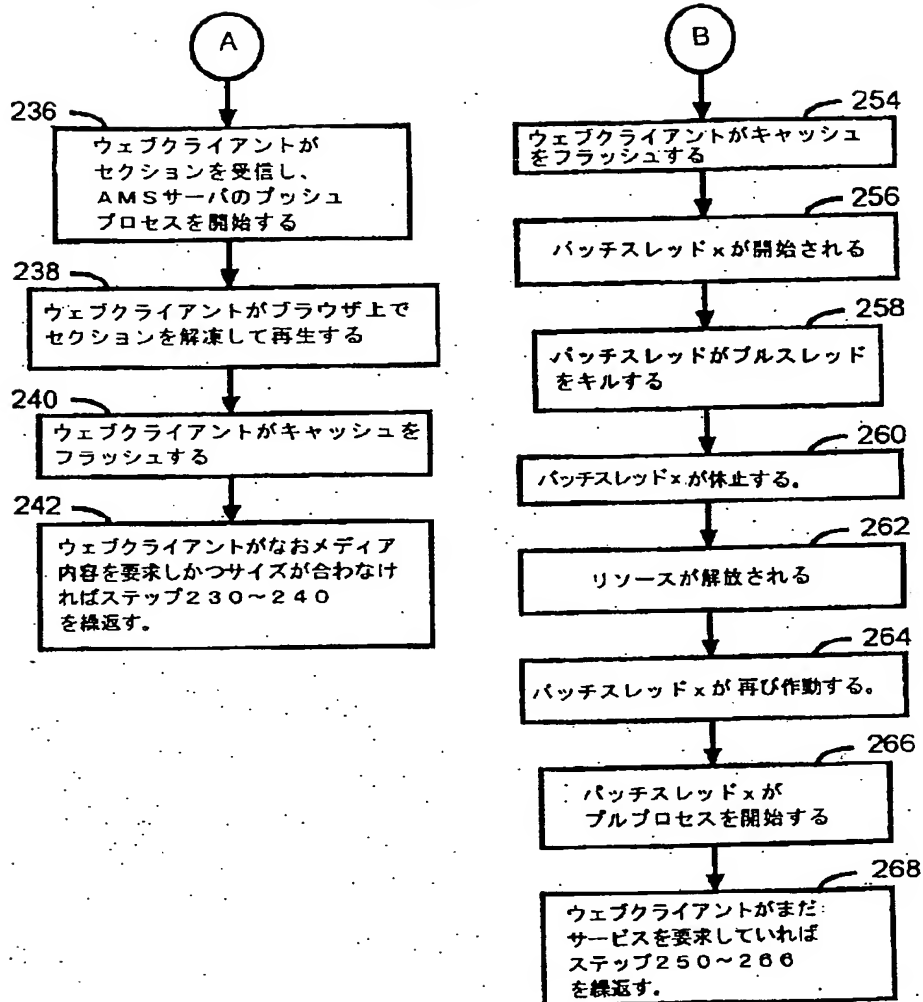 A
236
ウェブクライアントが
セクションを受信し、
AMSサーバのプッシュ
プロセスを開始する
238
ウェブクライアントがブラウザ上で
セクションを解凍して再生する
240
ウェブクライアントがキャッシュを
フラッシュする
242
ウェブクライアントがなおメディア
内容を要求しかつサイズが合わなけ
ればステップ230~240
を繰返す。
B
254
ウェブクライアントがキャッシュ
をフラッシュする
256
パッチスレッドxが開始される
258
パッチスレッドがプルスレッド
をキルする
260
パッチスレッドxが休止する。
262
リソースが解放される
264
パッチスレッドxが再び作動する。
266
パッチスレッドxが
プルプロセスを開始する
268
ウェブクライアントがまだ
サービスを要求していれば
ステップ250~266
を繰返す。